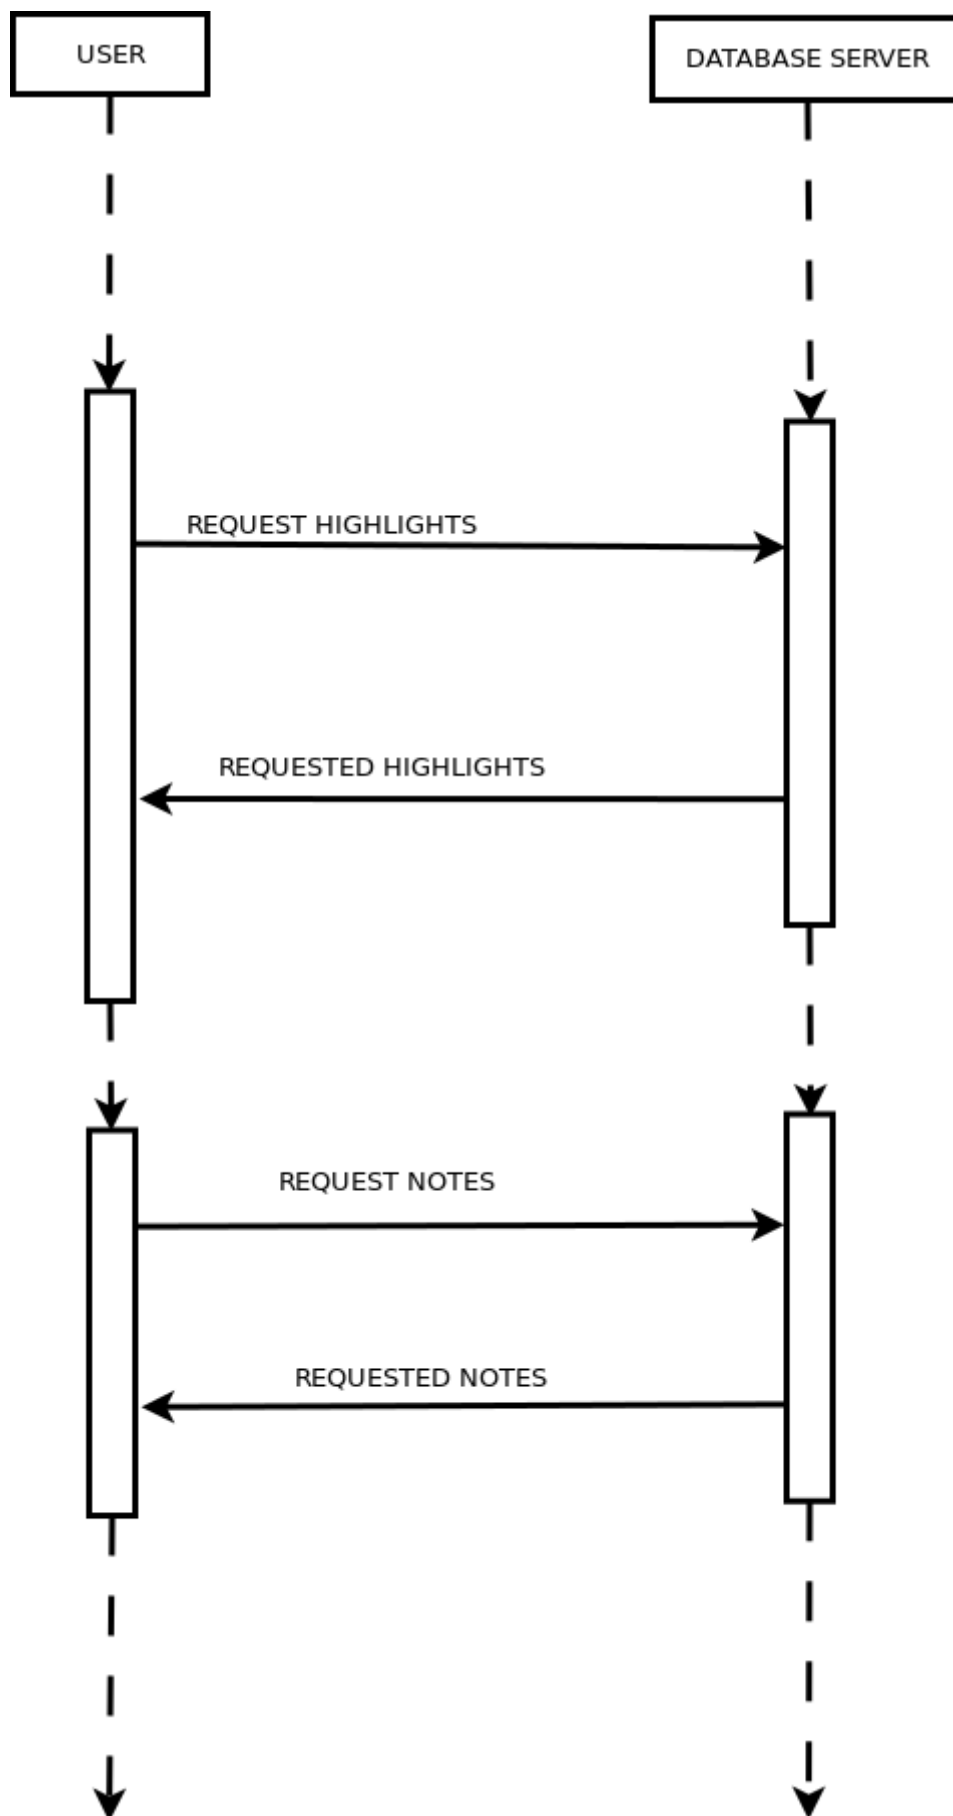 USER
DATABASE SERVER
REQUEST HIGHLIGHTS
REQUESTED HIGHLIGHTS
REQUEST NOTES
REQUESTED NOTES